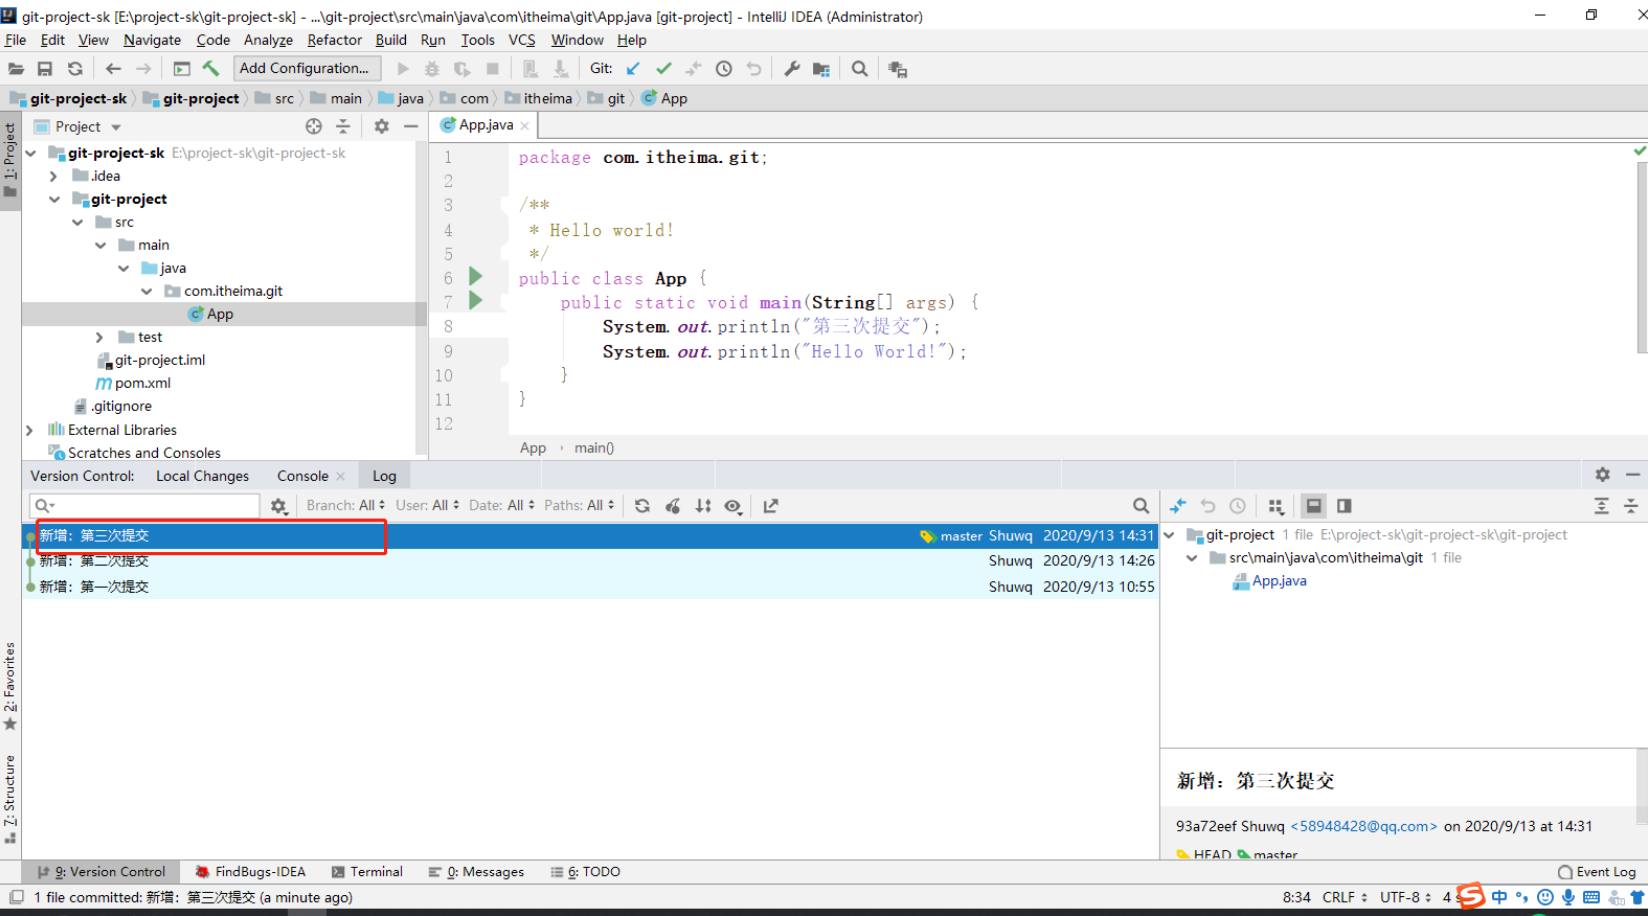 git-project-sk [E:\project-sk\git-project-sk] - ...\git-project\src\main\java\com\itheima\git\App.java [git-project] - IntelliJ IDEA (Administrator)
File Edit View Navigate Code Analyze Refactor Build Run Tools VCS Window Help
Add Configuration... Git:
git-project-sk git-project src main java com itheima git App
1: Project
Project
App.java
git-project-sk E:\project-sk\git-project-sk
.idea
git-project
src
main
java
com.itheima.git
App
test
git-project.iml
pom.xml
.gitignore
External Libraries
Scratches and Consoles
1 package com.itheima.git;
2
3 /**
4 * Hello world!
5 */
6 public class App {
7 public static void main(String[] args) {
8 System.out.println("第三次提交");
9 System.out.println("Hello World!");
10 }
11 }
12
App › main()
Version Control: Local Changes Console Log
Branch: All User: All Date: All Paths: All
新增：第三次提交 master Shuwq 2020/9/13 14:31
新增：第二次提交 Shuwq 2020/9/13 14:26
新增：第一次提交 Shuwq 2020/9/13 10:55
git-project 1 file E:\project-sk\git-project-sk\git-project
src\main\java\com\itheima\git 1 file
App.java
新增：第三次提交
93a72eef Shuwq <58948428@qq.com> on 2020/9/13 at 14:31
HEAD master
2: Favorites
7: Structure
9: Version Control FindBugs-IDEA Terminal 0: Messages 6: TODO Event Log
1 file committed: 新增：第三次提交 (a minute ago) 8:34 CRLF UTF-8 4 中